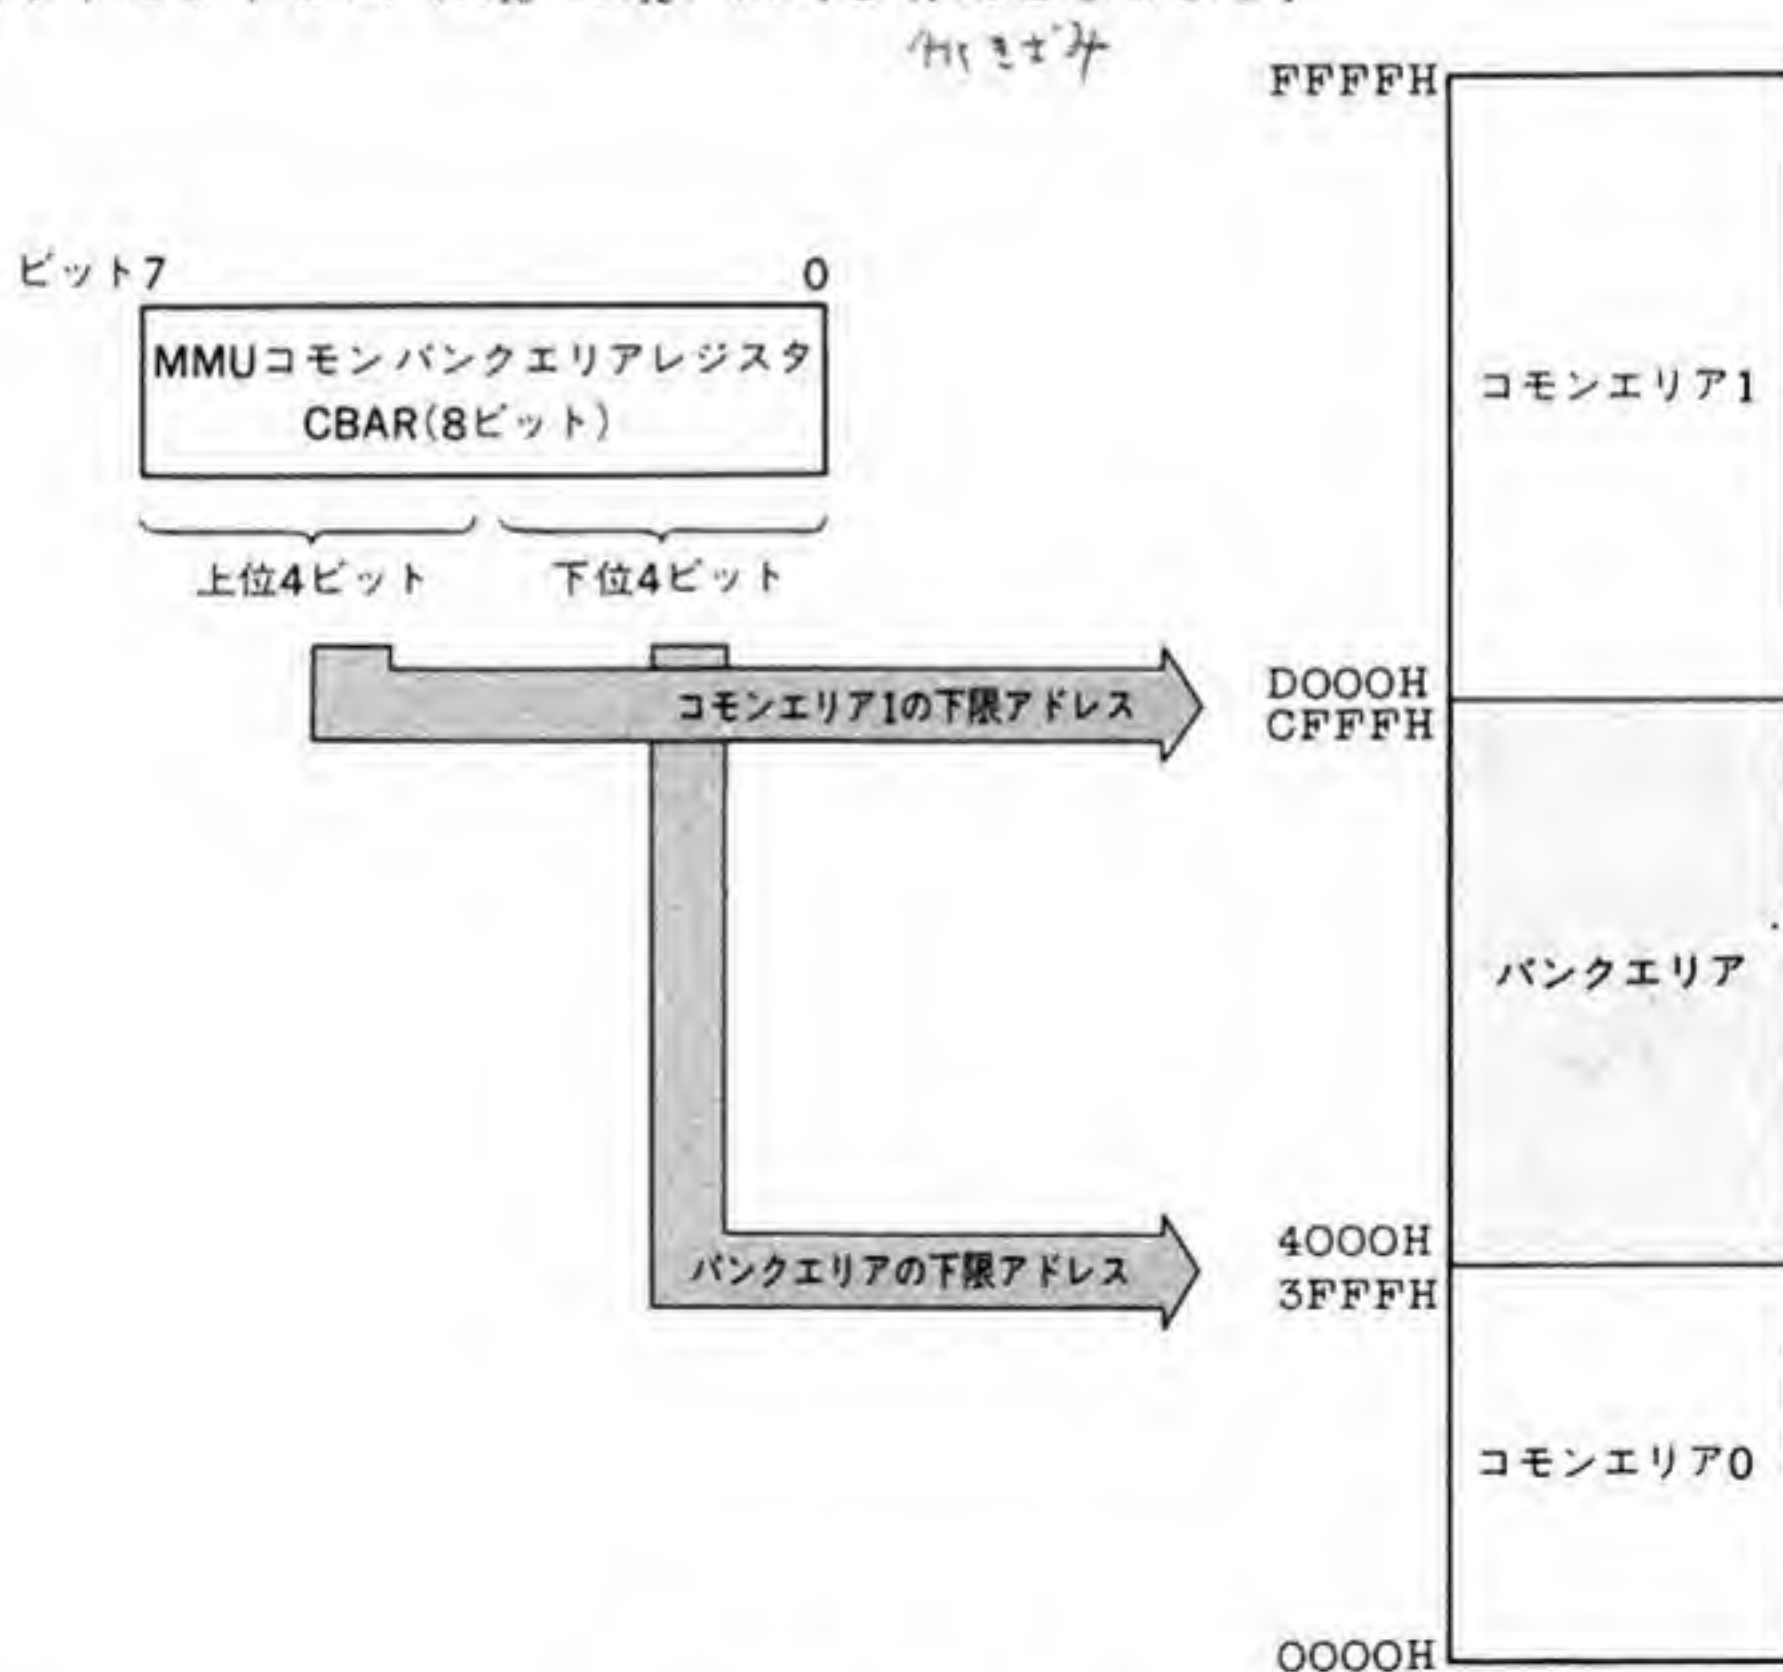 FFFFH
ビット7 0
MMUコモンバンクエリアレジスタ
CBAR(8ビット)
コモンエリア1
上位4ビット 下位4ビット
コモンエリア1の下限アドレス
D000H
CFFFH
バンクエリア
バンクエリアの下限アドレス
4000H
3FFFH
コモンエリア0
0000H